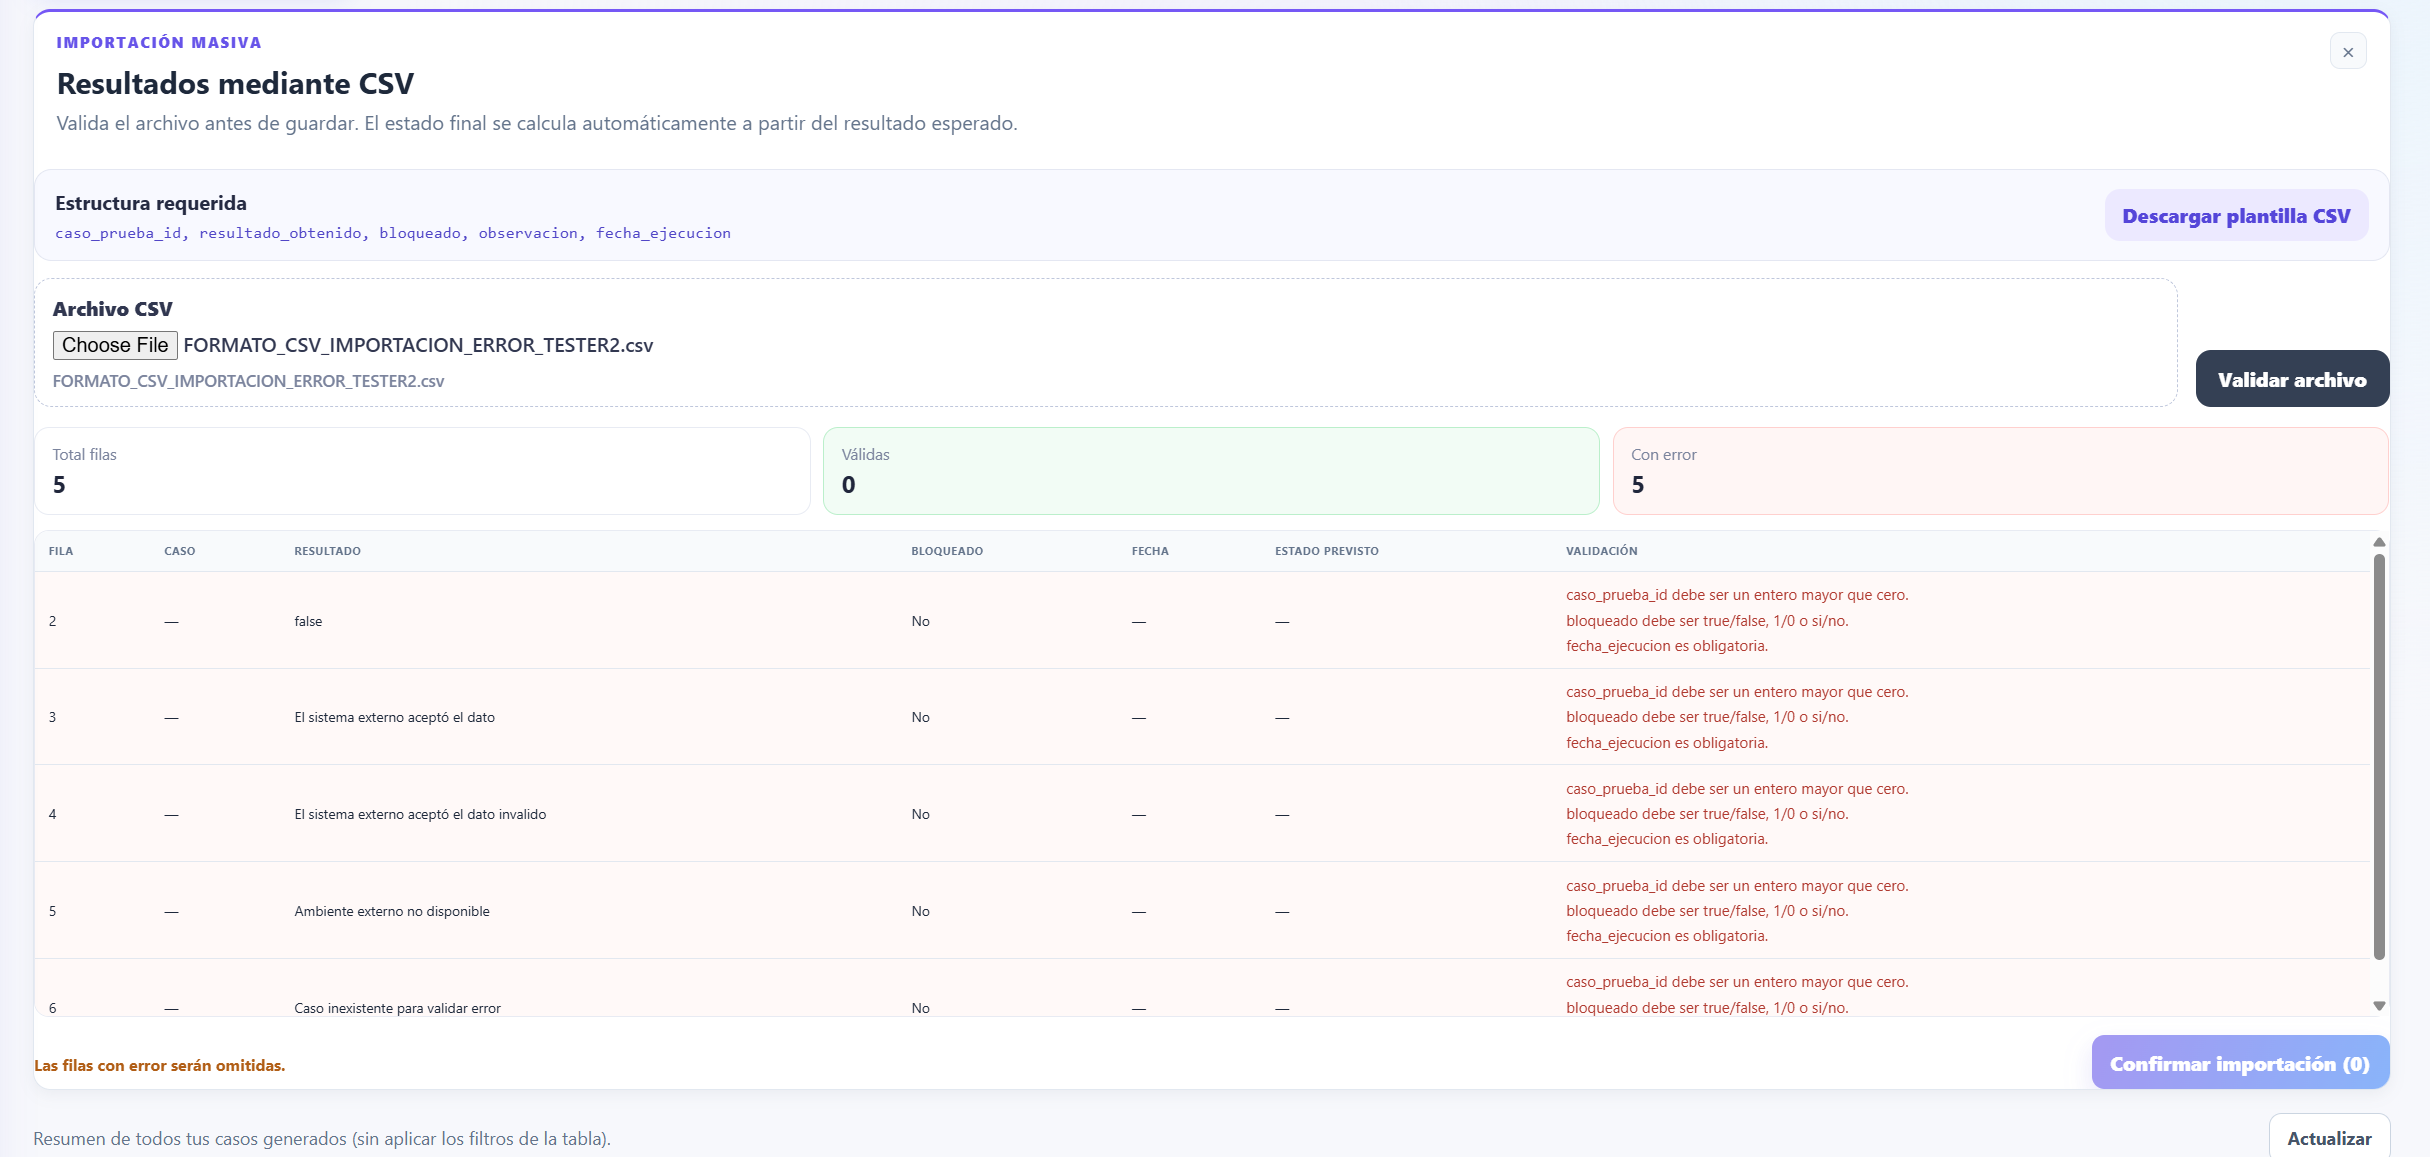 IMPORTACIÓN MASIVA
×
Resultados mediante CSV
Valida el archivo antes de guardar. El estado final se calcula automáticamente a partir del resultado esperado.
Estructura requerida
caso_prueba_id, resultado_obtenido, bloqueado, observacion, fecha_ejecucion
Descargar plantilla CSV
Archivo CSV
Choose File FORMATO_CSV_IMPORTACION_ERROR_TESTER2.csv
FORMATO_CSV_IMPORTACION_ERROR_TESTER2.csv
Validar archivo
Total filas
5
Válidas
0
Con error
5
FILA CASO RESULTADO BLOQUEADO FECHA ESTADO PREVISTO VALIDACIÓN
2 — false No — — caso_prueba_id debe ser un entero mayor que cero.
bloqueado debe ser true/false, 1/0 o si/no.
fecha_ejecucion es obligatoria.
3 — El sistema externo aceptó el dato No — — caso_prueba_id debe ser un entero mayor que cero.
bloqueado debe ser true/false, 1/0 o si/no.
fecha_ejecucion es obligatoria.
4 — El sistema externo aceptó el dato invalido No — — caso_prueba_id debe ser un entero mayor que cero.
bloqueado debe ser true/false, 1/0 o si/no.
fecha_ejecucion es obligatoria.
5 — Ambiente externo no disponible No — — caso_prueba_id debe ser un entero mayor que cero.
bloqueado debe ser true/false, 1/0 o si/no.
fecha_ejecucion es obligatoria.
6 — Caso inexistente para validar error No — — caso_prueba_id debe ser un entero mayor que cero.
bloqueado debe ser true/false, 1/0 o si/no.
Las filas con error serán omitidas.
Confirmar importación (0)
Resumen de todos tus casos generados (sin aplicar los filtros de la tabla).
Actualizar